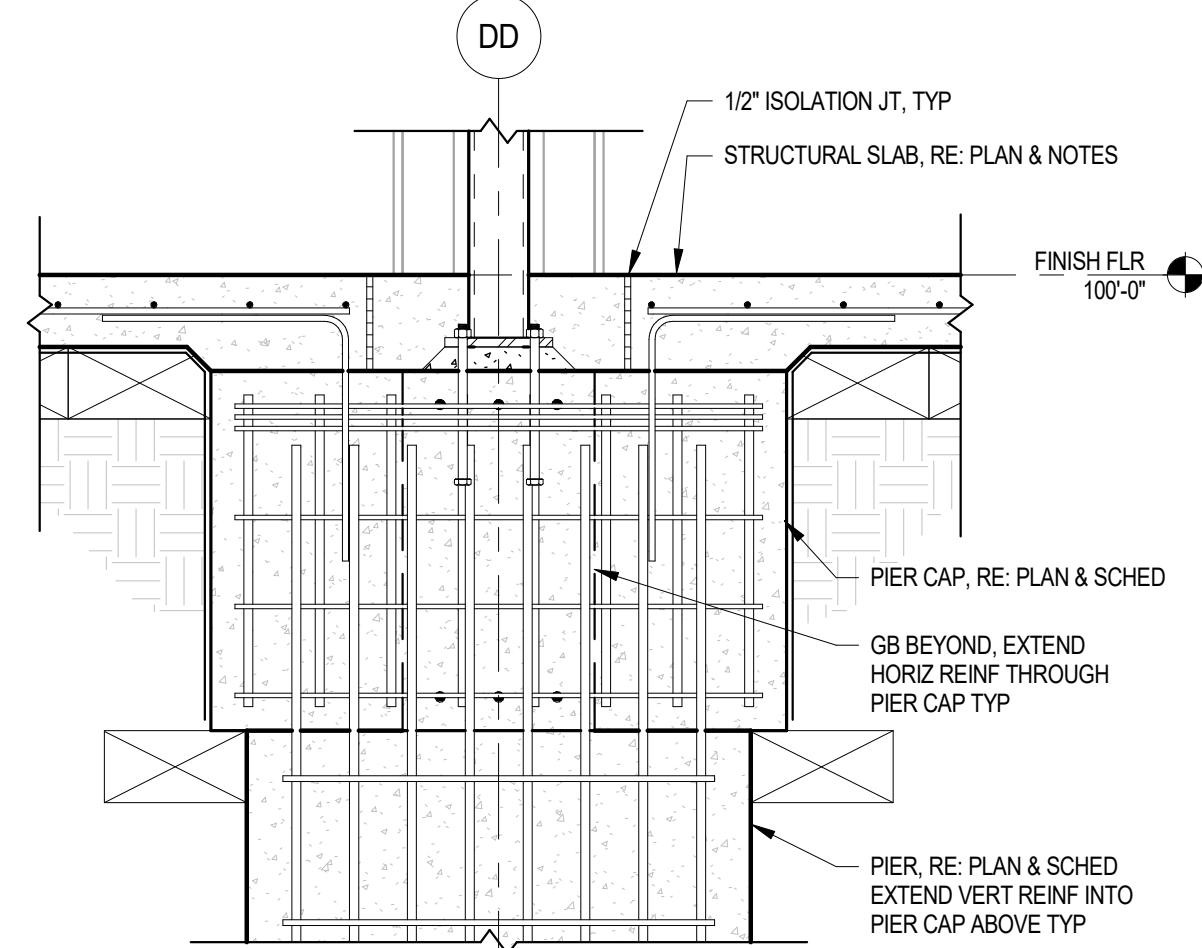 DD
1/2" ISOLATION JT, TYP
STRUCTURAL SLAB, RE: PLAN & NOTES
FINISH FLR
100'-0"
PIER CAP, RE: PLAN & SCHED
GB BEYOND, EXTEND
HORIZ REINF THROUGH
PIER CAP TYP
PIER, RE: PLAN & SCHED
EXTEND VERT REINF INTO
PIER CAP ABOVE TYP